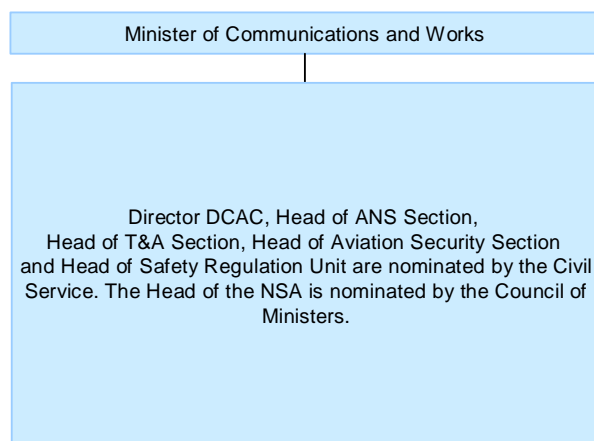 Minister of Communications and Works
Director DCAC, Head of ANS Section,
Head of T&A Section, Head of Aviation Security Section
and Head of Safety Regulation Unit are nominated by the Civil
Service. The Head of the NSA is nominated by the Council of
Ministers.